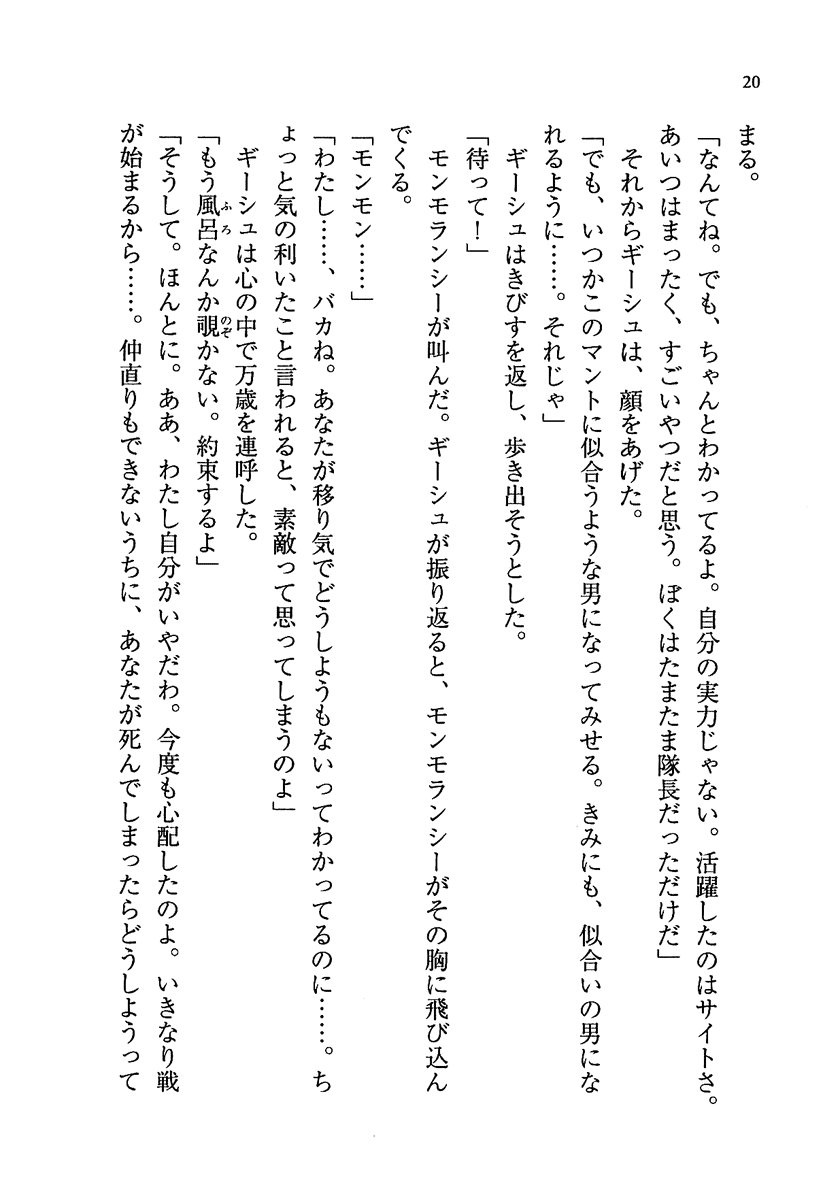 20
まる。
「なんてね。でも、ちゃんとわかってるよ。自分の実力じゃない。活躍したのはサイトさ。
あいつはまったく、すごいやつだと思う。ぼくはたまたま隊長だっただけだ」
それからギーシュは、顔をあげた。
「でも、いつかこのマントに似合うような男になってみせる。きみにも、似合いの男にな
れるように……。それじゃ」
ギーシュはきびすを返し、歩き出そうとした。
「待って！」
モンモランシーが叫んだ。ギーシュが振り返ると、モンモランシーがその胸に飛び込ん
でくる。
「モンモン……」
「わたし……、バカね。あなたが移り気でどうしようもないってわかってるのに……。ち
ょっと気の利いたこと言われると、素敵って思ってしまうのよ」
ギーシュは心の中で万歳を連呼した。
「もう風呂なんか覗かない。約束するよ」
「そうして。ほんとに。ああ、わたし自分がいやだわ。今度も心配したのよ。いきなり戦
が始まるから……。仲直りもできないうちに、あなたが死んでしまったらどうしようって